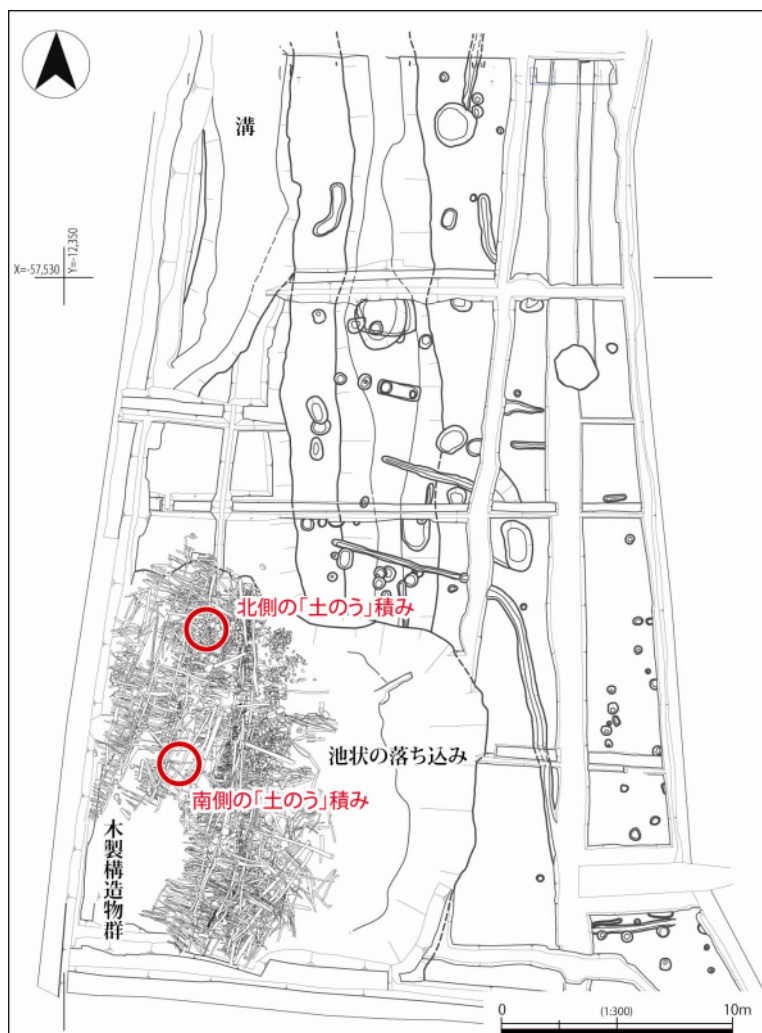 溝
X=-57,530
Y=-12,350
北側の「土のう」積み
池状の落ち込み
南側の「土のう」積み
木製構造物群
0
(1:300)
10m